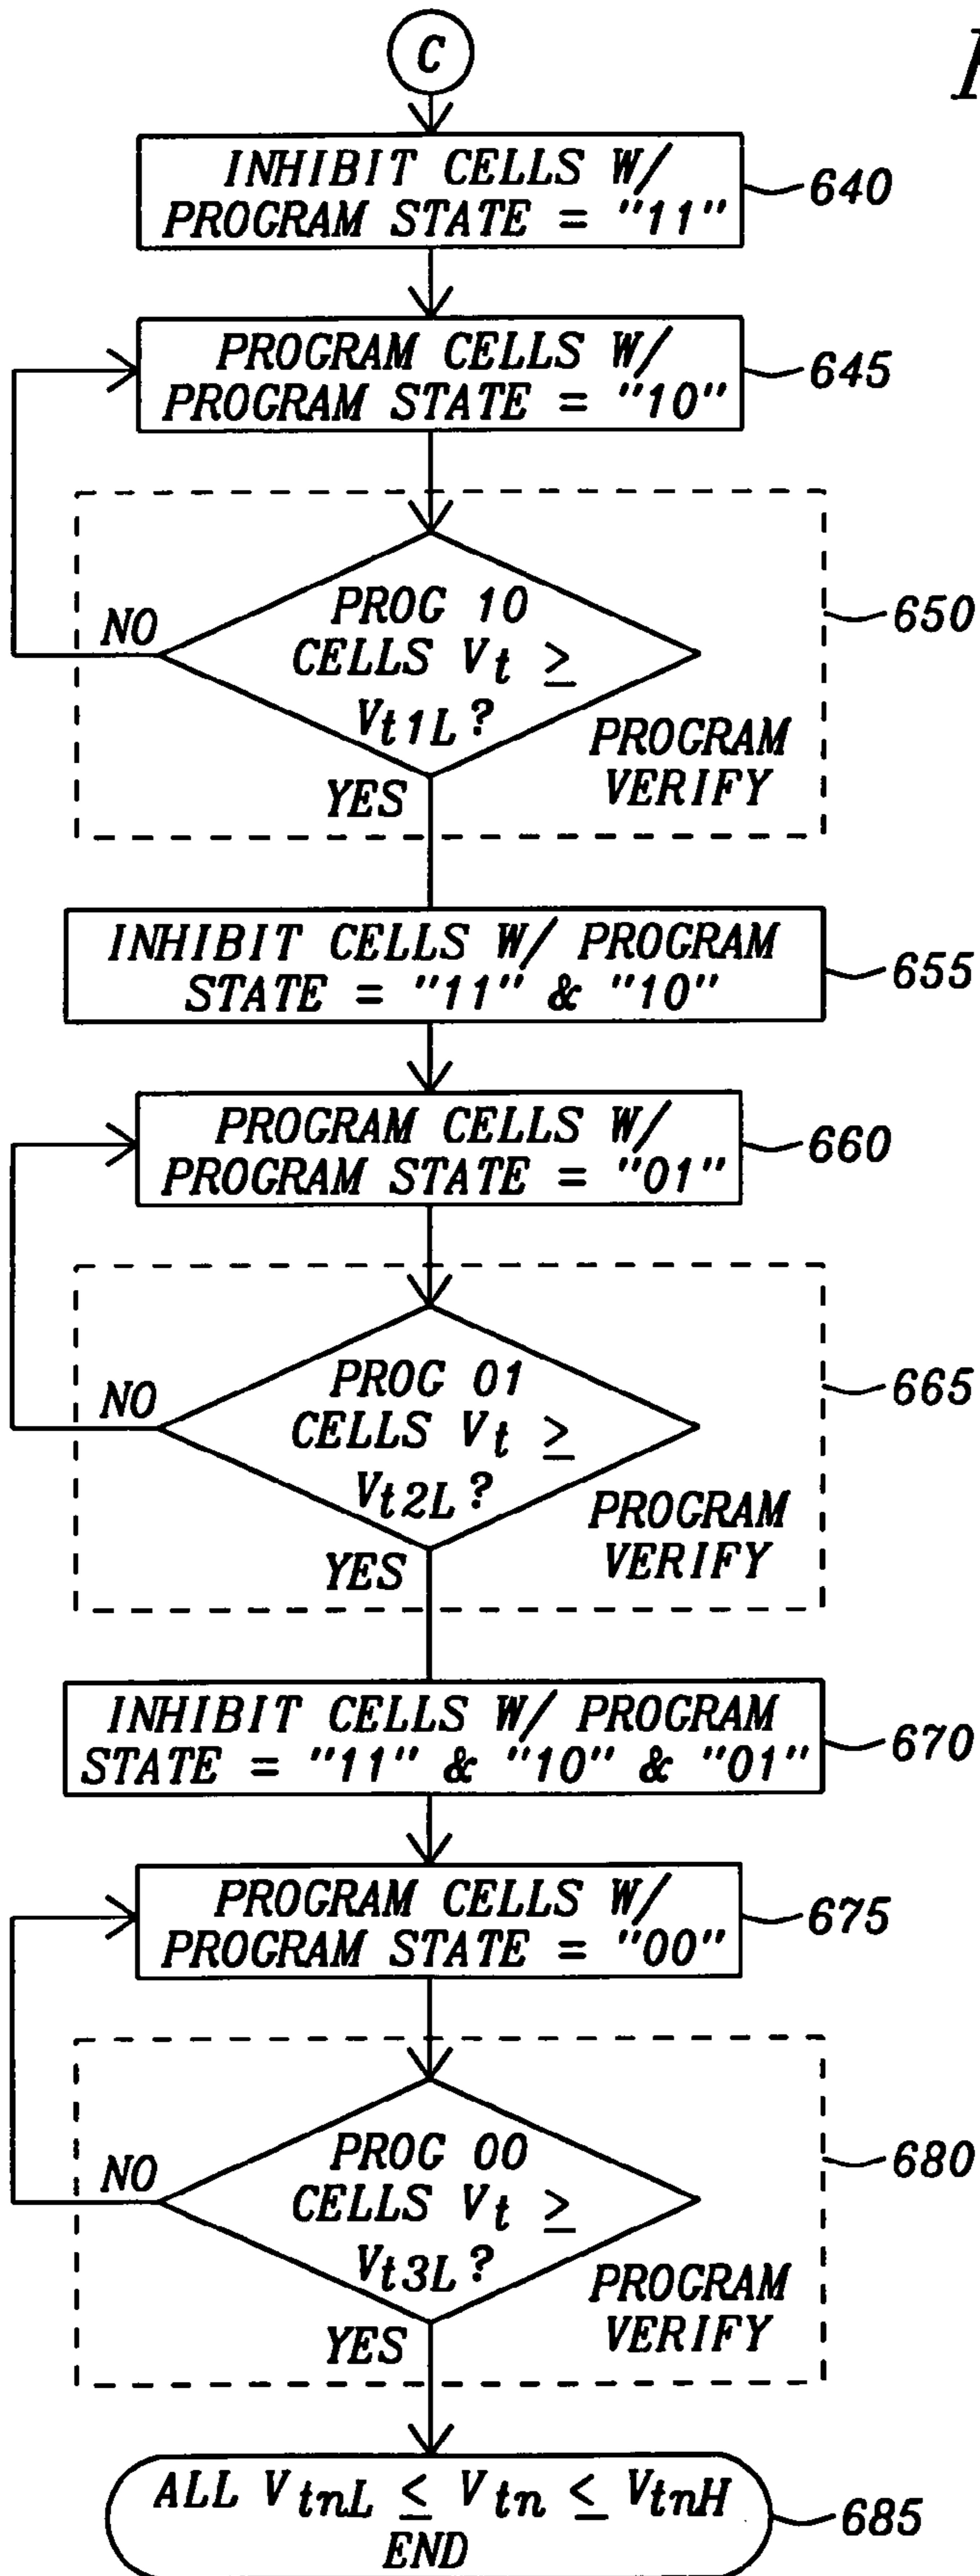 C
INHIBIT CELLS W/
PROGRAM STATE = "11"
640
PROGRAM CELLS W/
PROGRAM STATE = "10"
645
PROG 10
CELLS Vt ≥
Vt1L?
NO
YES
PROGRAM
VERIFY
650
INHIBIT CELLS W/ PROGRAM
STATE = "11" & "10"
655
PROGRAM CELLS W/
PROGRAM STATE = "01"
660
PROG 01
CELLS Vt ≥
Vt2L?
NO
YES
PROGRAM
VERIFY
665
INHIBIT CELLS W/ PROGRAM
STATE = "11" & "10" & "01"
670
PROGRAM CELLS W/
PROGRAM STATE = "00"
675
PROG 00
CELLS Vt ≥
Vt3L?
NO
YES
PROGRAM
VERIFY
680
ALL VtnL ≤ Vtn ≤ VtnH
END
685